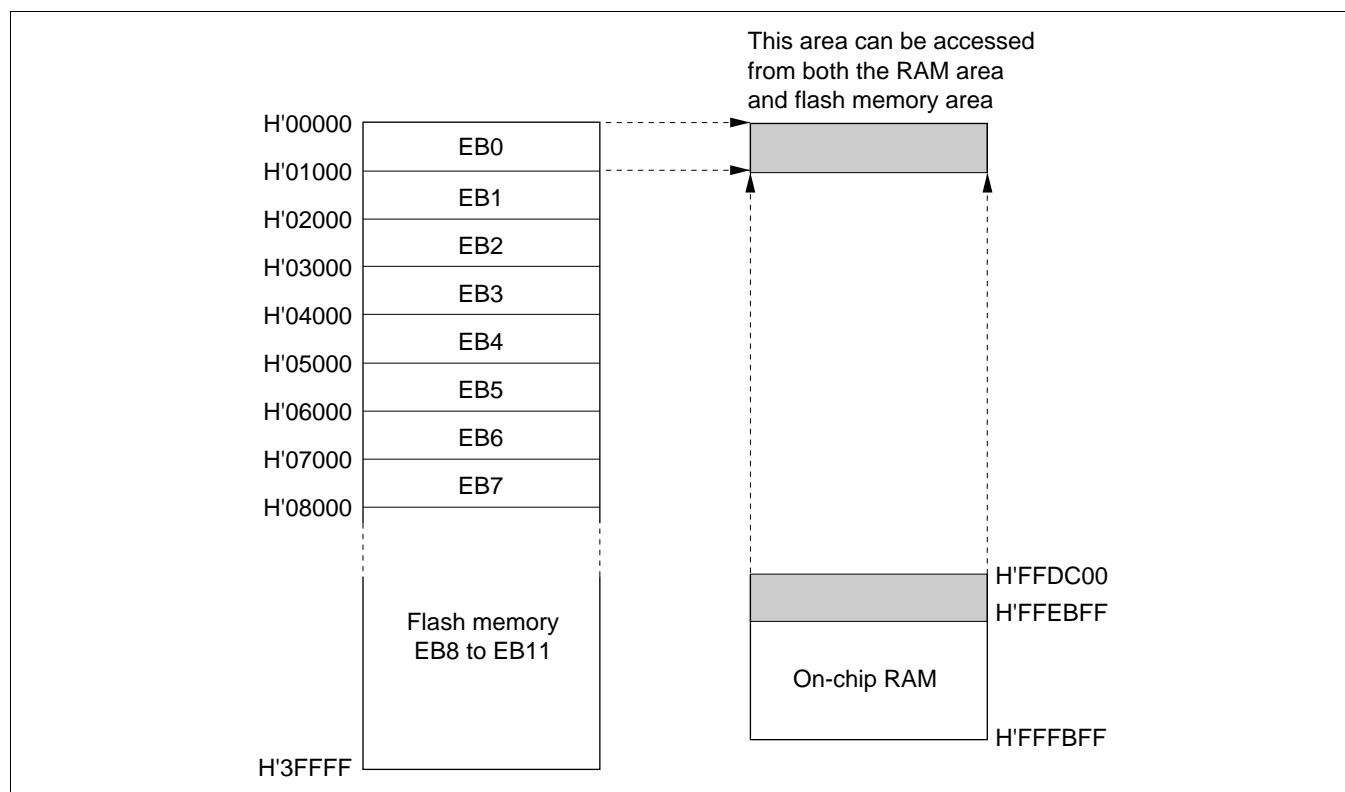 This area can be accessed
from both the RAM area
and flash memory area
H'00000
EB0
H'01000
EB1
H'02000
EB2
H'03000
EB3
H'04000
EB4
H'05000
EB5
H'06000
EB6
H'07000
EB7
H'08000
Flash memory
EB8 to EB11
H'3FFFF
H'FFDC00
H'FFEBFF
On-chip RAM
H'FFFBFF